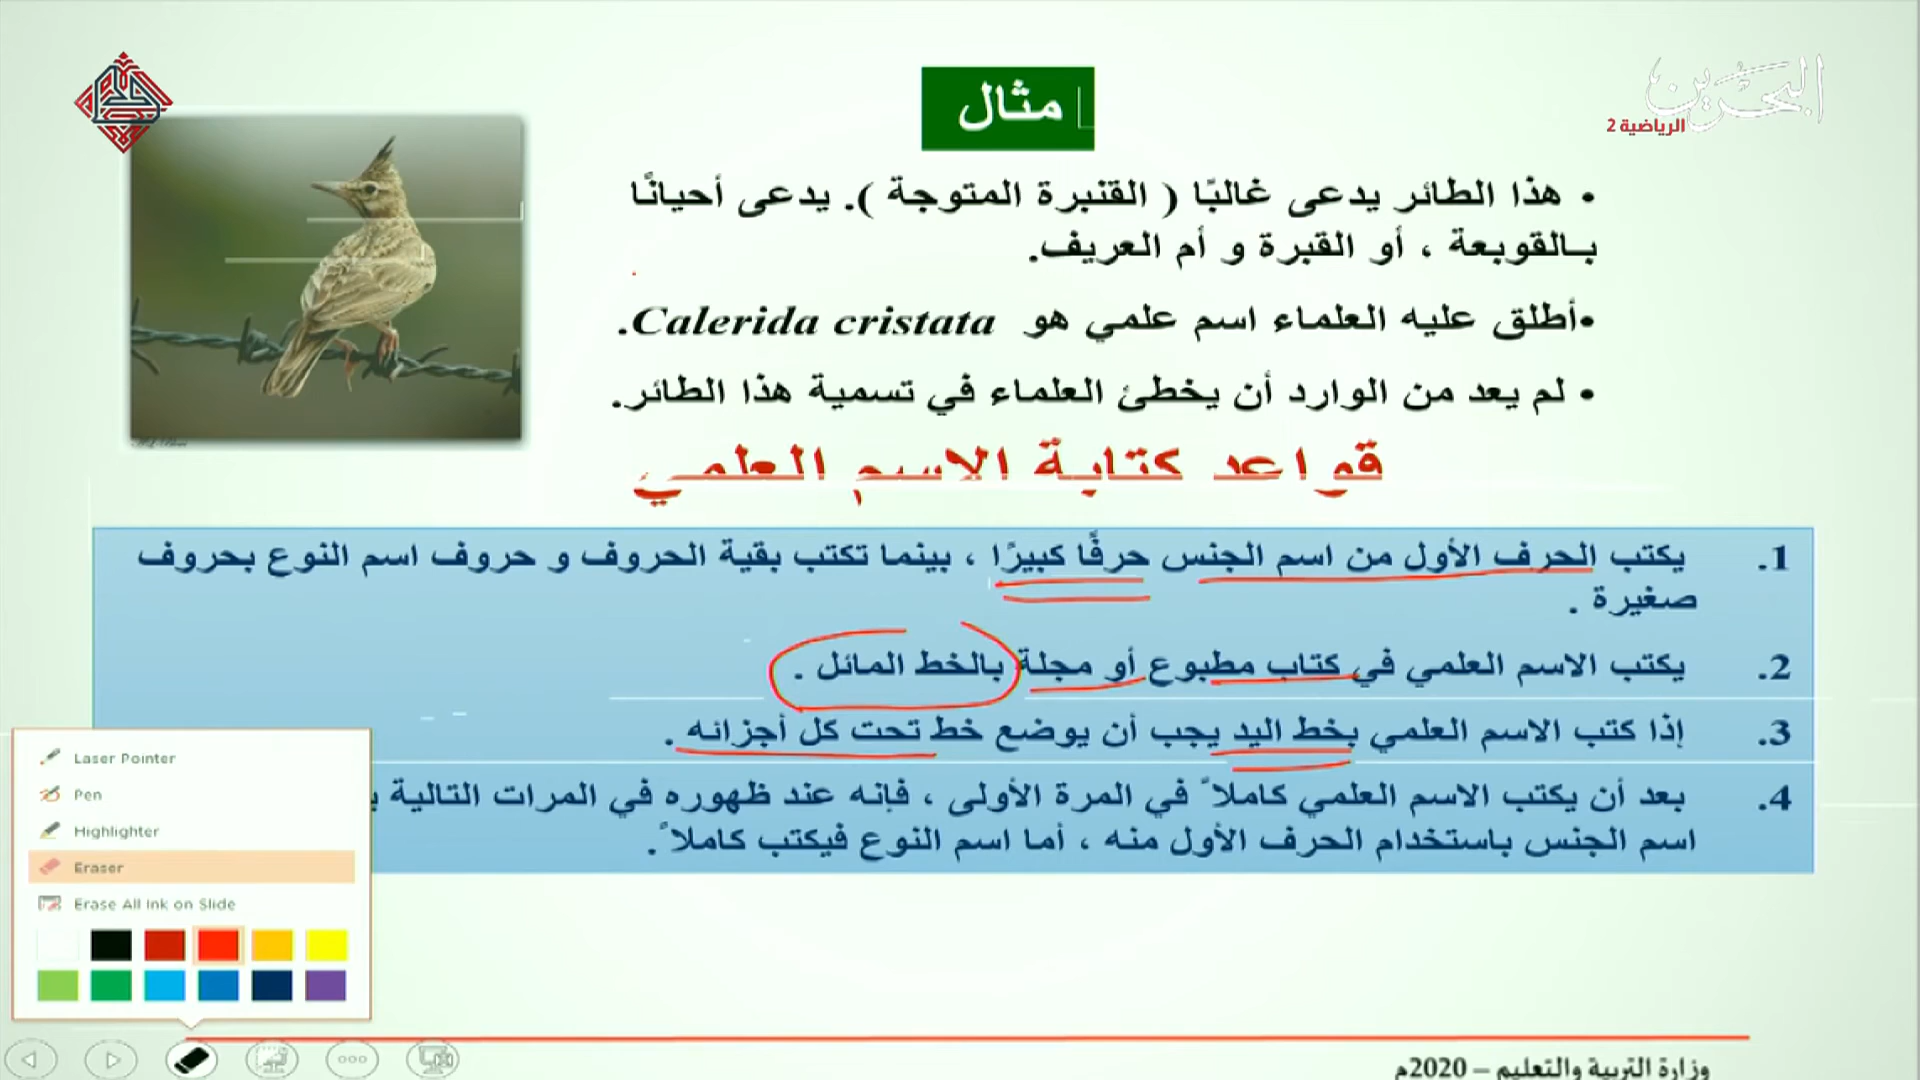 البحرين
الرياضية 2
مثال
• هذا الطائر يدعى غالبًا ( القنبرة المتوجة ). يدعى أحيانًا
بالقوبعة ، أو القبرة و أم العريف.
•أطلق عليه العلماء اسم علمي هو Calerida cristata.
• لم يعد من الوارد أن يخطئ العلماء في تسمية هذا الطائر.
قواعد كتابة الاسم العلمي
1. يكتب الحرف الأول من اسم الجنس حرفًا كبيرًا ، بينما تكتب بقية الحروف و حروف اسم النوع بحروف
صغيرة .
2. يكتب الاسم العلمي في كتاب مطبوع أو مجلة بالخط المائل .
3. إذا كتب الاسم العلمي بخط اليد يجب أن يوضع خط تحت كل أجزائه .
4. بعد أن يكتب الاسم العلمي كاملاً في المرة الأولى ، فإنه عند ظهوره في المرات التالية
اسم الجنس باستخدام الحرف الأول منه ، أما اسم النوع فيكتب كاملاً.
Laser Pointer
Pen
Highlighter
Eraser
Erase All Ink on Slide
وزارة التربية والتعليم – 2020م